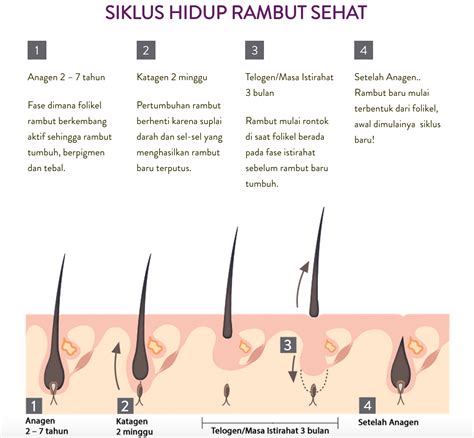 SIKLUS HIDUP RAMBUT SEHAT
1
Anagen 2 – 7 tahun
Fase dimana folikel
rambut berkembang
aktif sehingga rambut
tumbuh, berpigmen
dan tebal.
2
Katagen 2 minggu
Pertumbuhan rambut
berhenti karena suplai
darah dan sel-sel yang
menghasilkan rambut
baru terputus.
3
Telogen/Masa Istirahat
3 bulan
Rambut mulai rontok
di saat folikel berada
pada fase istirahat
sebelum rambut baru
tumbuh.
4
Setelah Anagen..
Rambut baru mulai
terbentuk dari folikel,
awal dimulainya siklus
baru!
1
Anagen
2 – 7 tahun
2
Katagen
2 minggu
3
Telogen/Masa Istirahat 3 bulan
4
Setelah Anagen